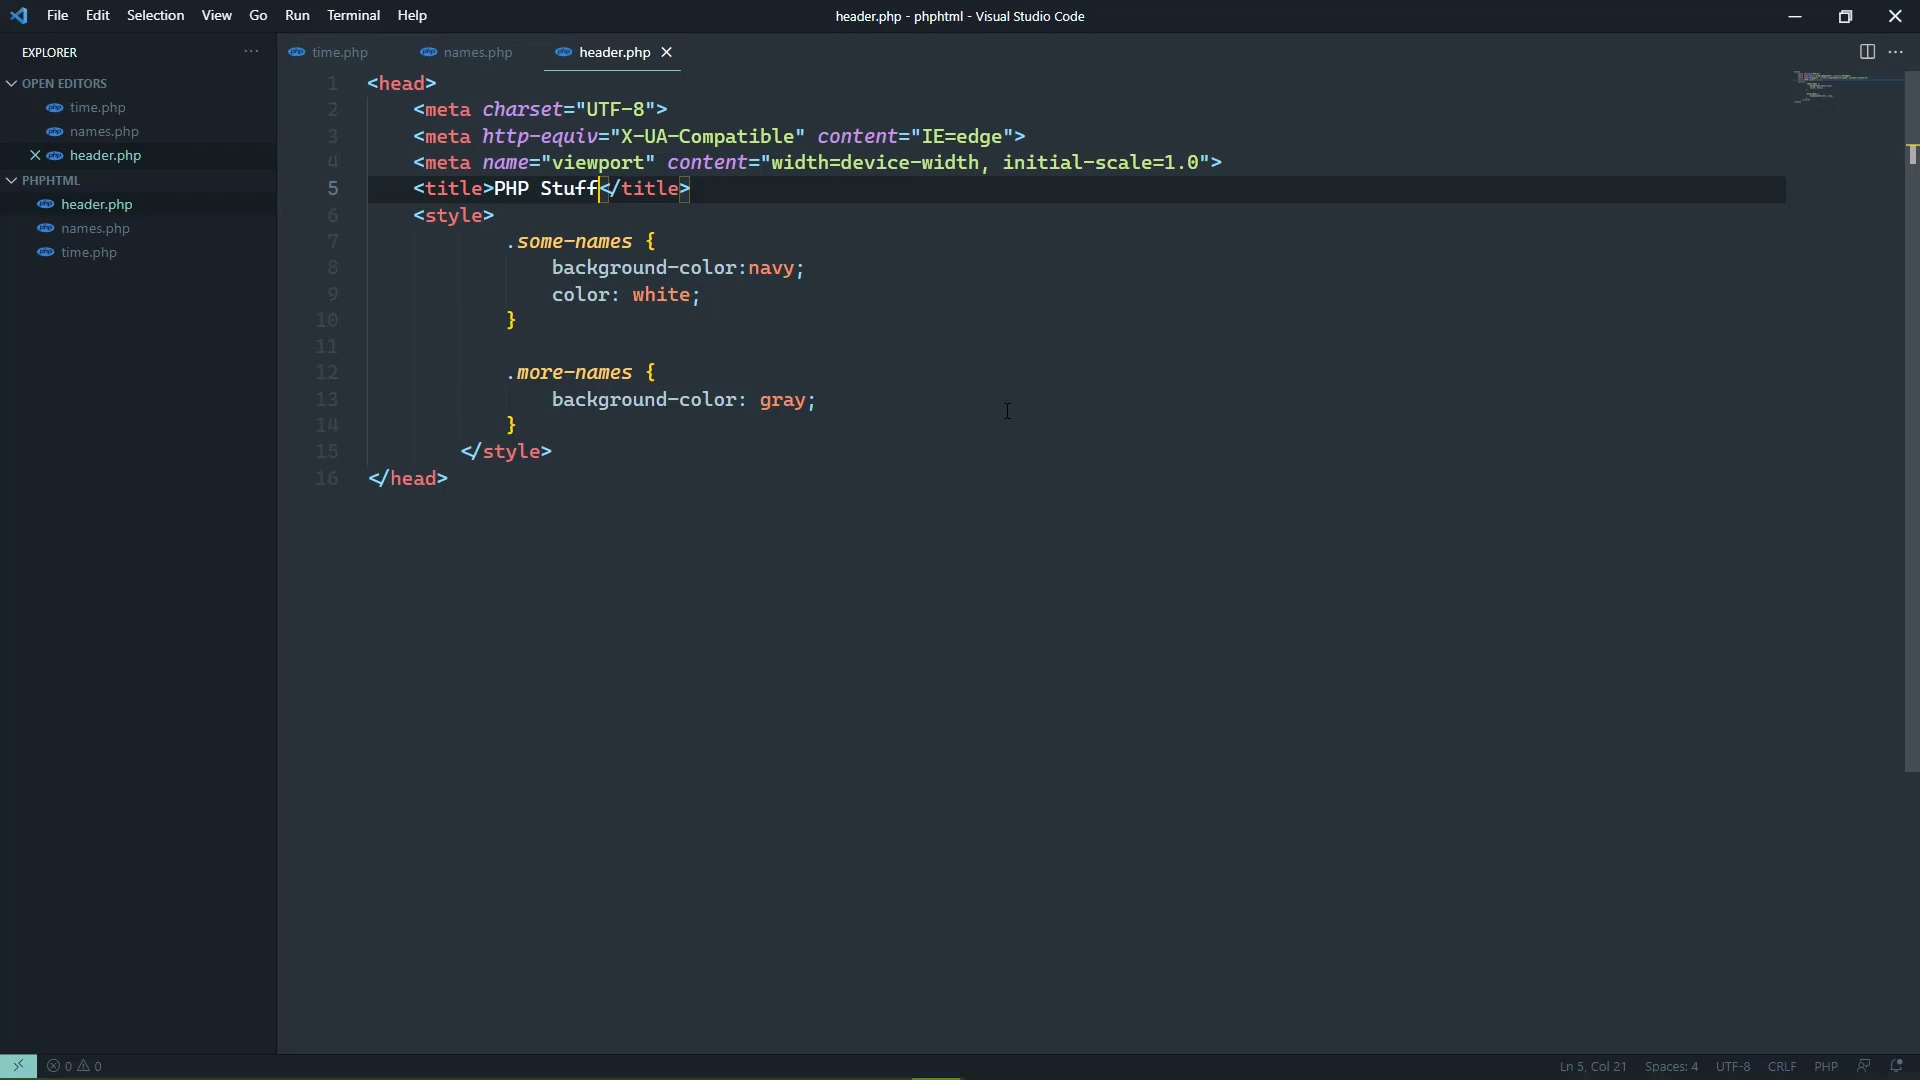 File Edit Selection View Go Run Terminal Help
header.php - phphtml - Visual Studio Code
EXPLORER
OPEN EDITORS
time.php
names.php
header.php
PHPHTML
header.php
names.php
time.php
time.php names.php header.php
1 <head>
2 <meta charset="UTF-8">
3 <meta http-equiv="X-UA-Compatible" content="IE=edge">
4 <meta name="viewport" content="width=device-width, initial-scale=1.0">
5 <title>PHP Stuff</title>
6 <style>
7 .some-names {
8 background-color:navy;
9 color: white;
10 }
11
12 .more-names {
13 background-color: gray;
14 }
15 </style>
16 </head>
0 0
Ln 5, Col 21 Spaces: 4 UTF-8 CRLF PHP